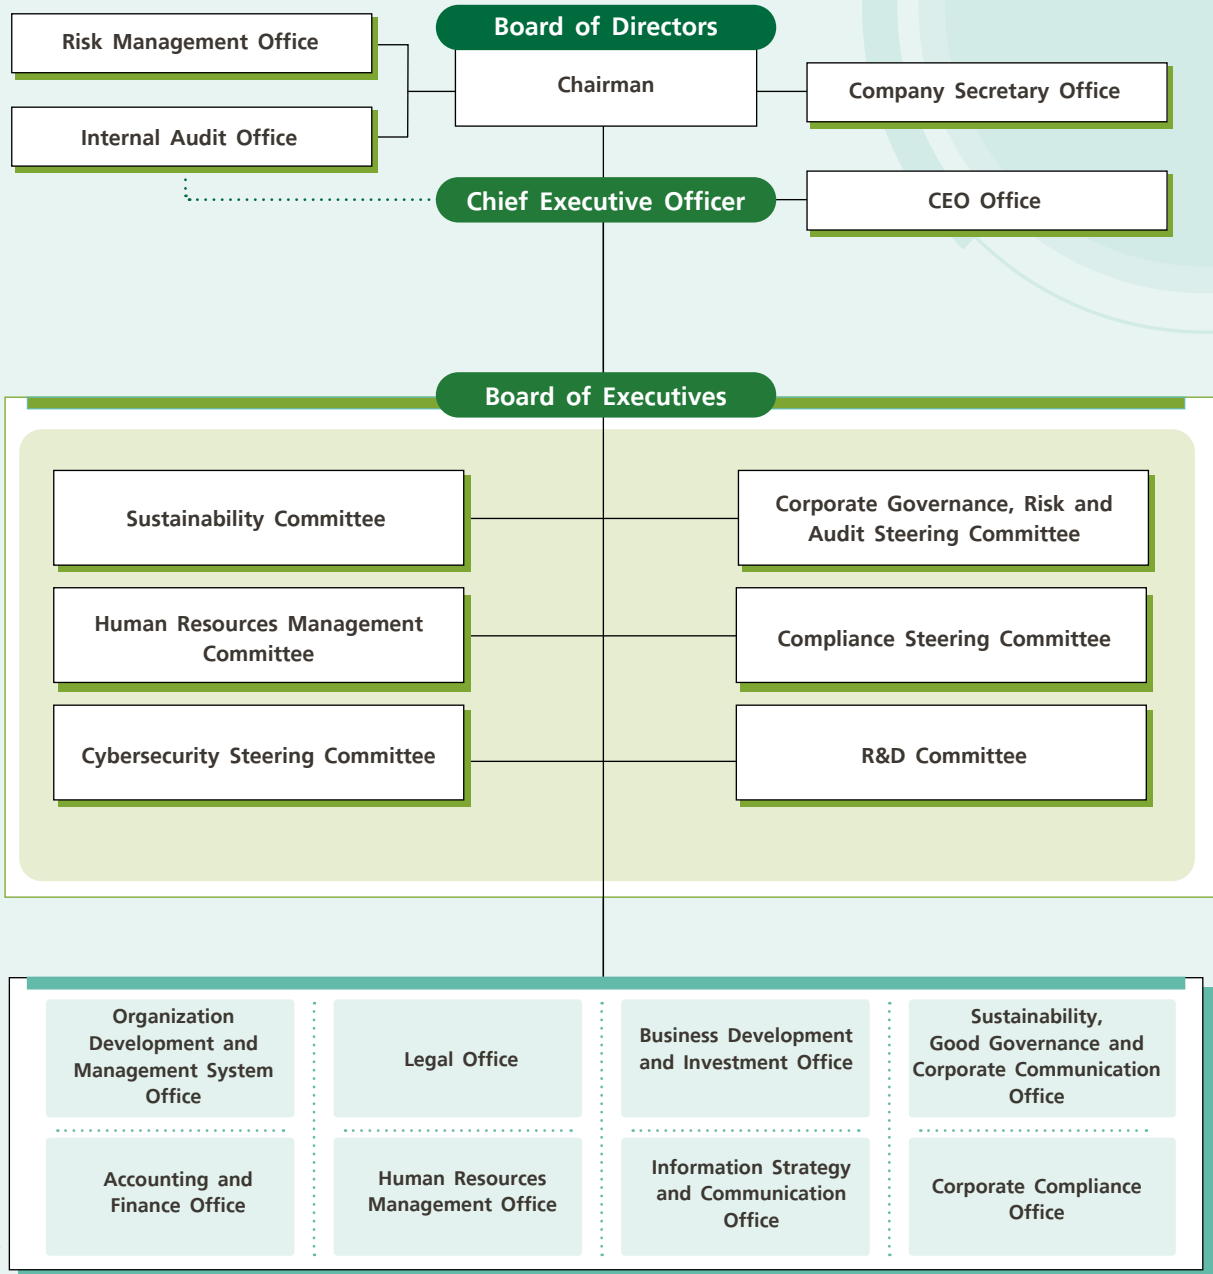 Board of Directors
Risk Management Office
Chairman
Company Secretary Office
Internal Audit Office
Chief Executive Officer
CEO Office
Board of Executives
Sustainability Committee
Corporate Governance, Risk and
Audit Steering Committee
Human Resources Management
Committee
Compliance Steering Committee
Cybersecurity Steering Committee
R&D Committee
Organization
Development and
Management System
Office
Legal Office
Business Development
and Investment Office
Sustainability,
Good Governance and
Corporate Communication
Office
Accounting and
Finance Office
Human Resources
Management Office
Information Strategy
and Communication
Office
Corporate Compliance
Office